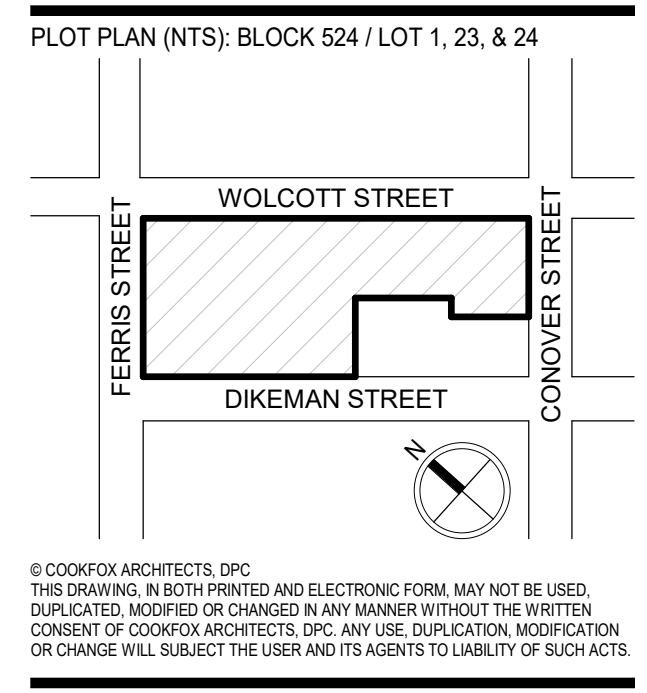 PLOT PLAN (NTS): BLOCK 524 / LOT 1, 23, & 24
WOLCOTT STREET
FERRIS STREET
CONOVER STREET
DIKEMAN STREET
N
© COOKFOX ARCHITECTS, DPC
THIS DRAWING, IN BOTH PRINTED AND ELECTRONIC FORM, MAY NOT BE USED,
DUPLICATED, MODIFIED OR CHANGED IN ANY MANNER WITHOUT THE WRITTEN
CONSENT OF COOKFOX ARCHITECTS, DPC. ANY USE, DUPLICATION, MODIFICATION
OR CHANGE WILL SUBJECT THE USER AND ITS AGENTS TO LIABILITY OF SUCH ACTS.